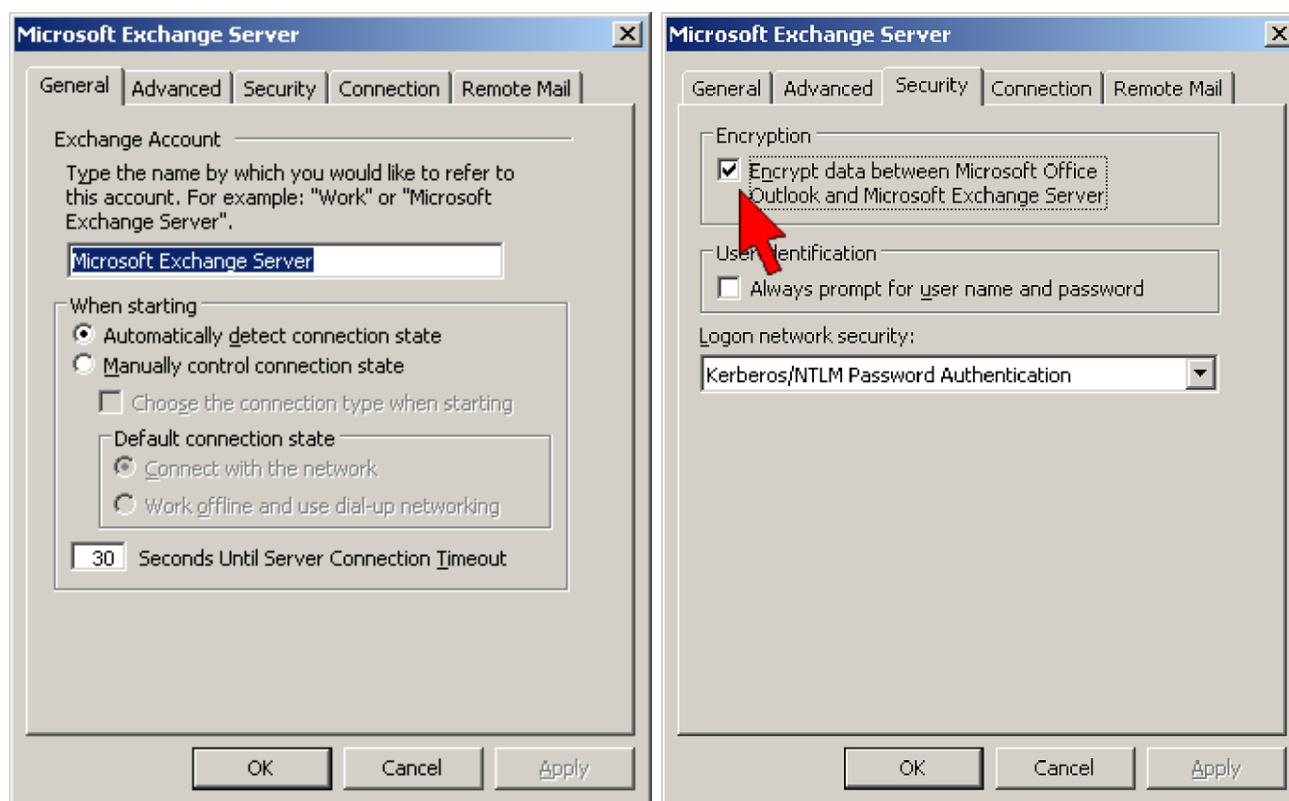 Microsoft Exchange Server
General
Advanced
Security
Connection
Remote Mail
Exchange Account
Type the name by which you would like to refer to
this account. For example: "Work" or "Microsoft
Exchange Server".
Microsoft Exchange Server
When starting
Automatically detect connection state
Manually control connection state
Choose the connection type when starting
Default connection state
Connect with the network
Work offline and use dial-up networking
30 Seconds Until Server Connection Timeout
OK
Cancel
Apply
Microsoft Exchange Server
General
Advanced
Security
Connection
Remote Mail
Encryption
Encrypt data between Microsoft Office
Outlook and Microsoft Exchange Server
User identification
Always prompt for user name and password
Logon network security:
Kerberos/NTLM Password Authentication
OK
Cancel
Apply